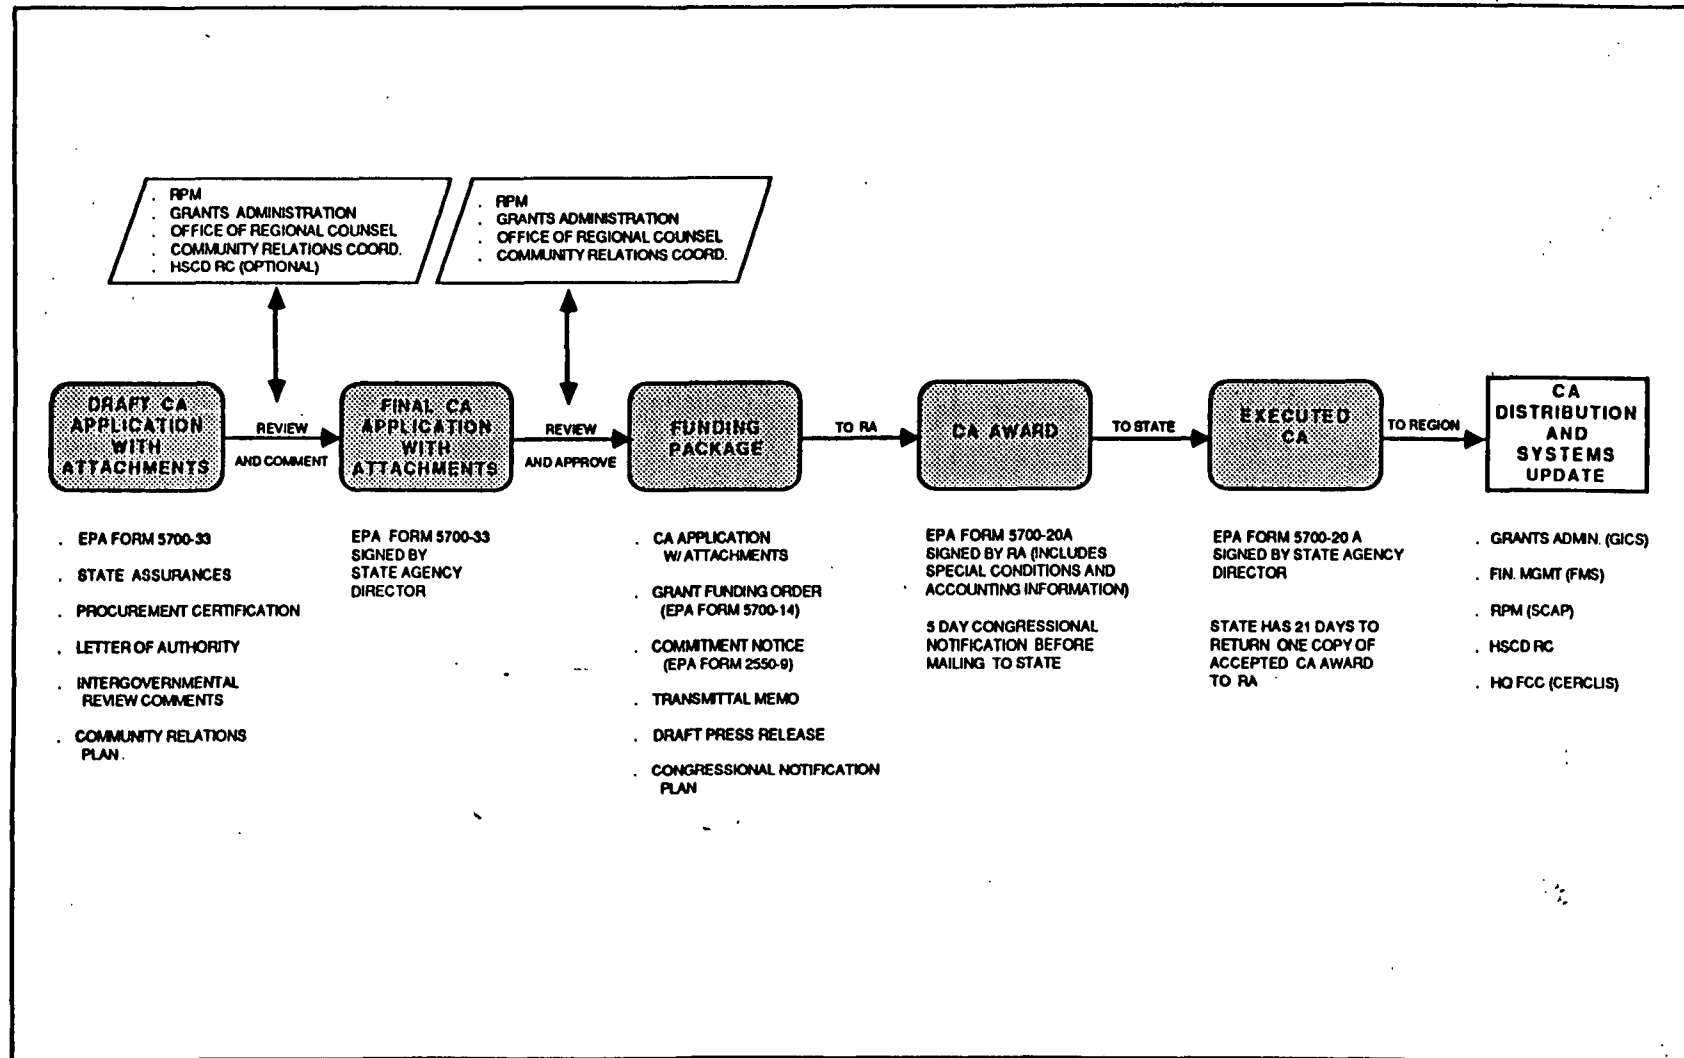 . RPM
. GRANTS ADMINISTRATION
. OFFICE OF REGIONAL COUNSEL
. COMMUNITY RELATIONS COORD.
. HSCD RC (OPTIONAL)
. RPM
. GRANTS ADMINISTRATION
. OFFICE OF REGIONAL COUNSEL
. COMMUNITY RELATIONS COORD.
DRAFT CA
APPLICATION
WITH
ATTACHMENTS
REVIEW
AND COMMENT
FINAL CA
APPLICATION
WITH
ATTACHMENTS
REVIEW
AND APPROVE
FUNDING
PACKAGE
TO RA
CA AWARD
TO STATE
EXECUTED
CA
TO REGION
CA
DISTRIBUTION
AND
SYSTEMS
UPDATE
. EPA FORM 5700-33
. STATE ASSURANCES
. PROCUREMENT CERTIFICATION
. LETTER OF AUTHORITY
. INTERGOVERNMENTAL
REVIEW COMMENTS
. COMMUNITY RELATIONS
PLAN.
EPA FORM 5700-33
SIGNED BY
STATE AGENCY
DIRECTOR
. CA APPLICATION
W/ ATTACHMENTS
. GRANT FUNDING ORDER
(EPA FORM 5700-14)
. COMMITMENT NOTICE
(EPA FORM 2550-9)
. TRANSMITTAL MEMO
. DRAFT PRESS RELEASE
. CONGRESSIONAL NOTIFICATION
PLAN
EPA FORM 5700-20A
SIGNED BY RA (INCLUDES
SPECIAL CONDITIONS AND
ACCOUNTING INFORMATION)
5 DAY CONGRESSIONAL
NOTIFICATION BEFORE
MAILING TO STATE
EPA FORM 5700-20 A
SIGNED BY STATE AGENCY
DIRECTOR
STATE HAS 21 DAYS TO
RETURN ONE COPY OF
ACCEPTED CA AWARD
TO RA
. GRANTS ADMIN. (GICS)
. FIN. MGMT (FMS)
. RPM (SCAP)
. HSCD RC
. HQ FCC (CERCLIS)